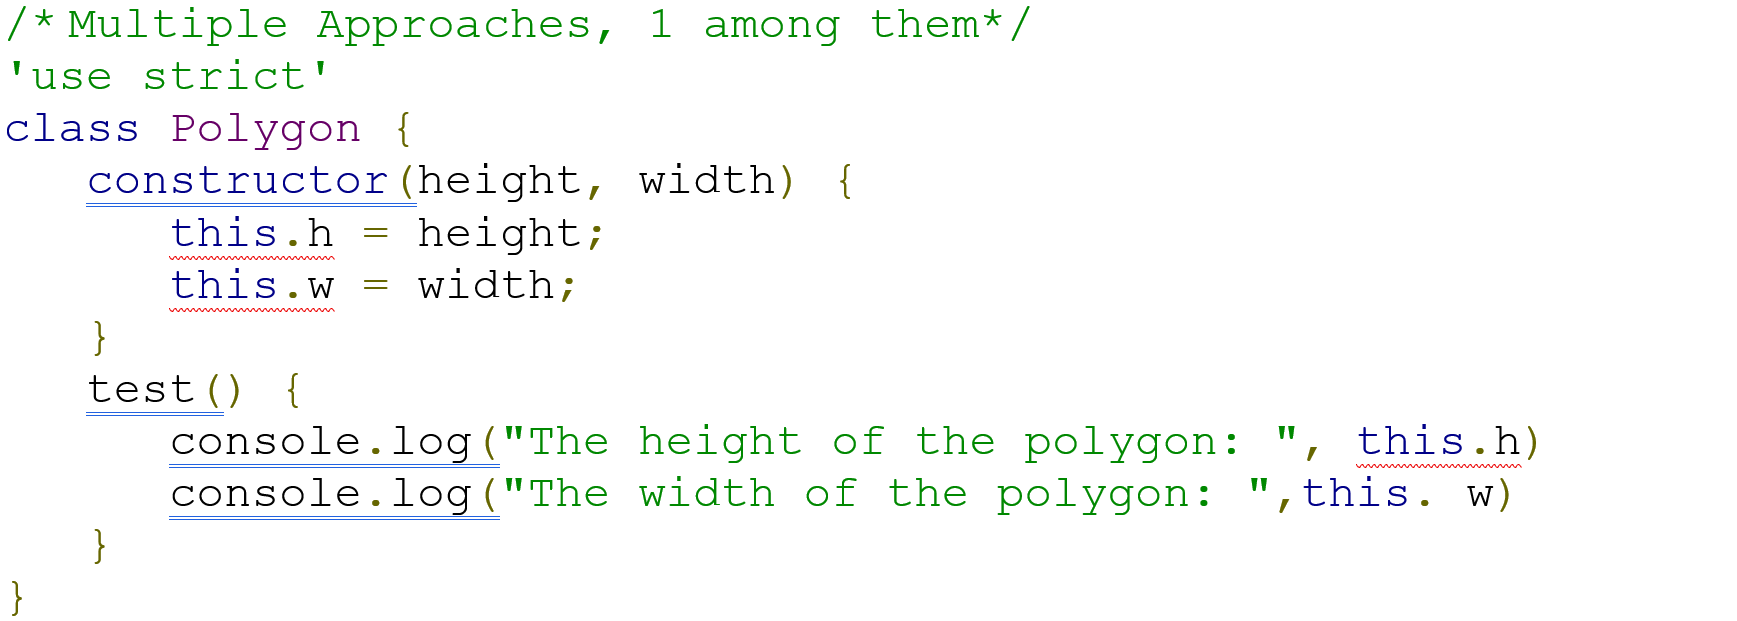 /* Multiple Approaches, 1 among them*/
'use strict'
class Polygon {
    constructor(height, width) {
        this.h = height;
        this.w = width;
    }
    test() {
        console.log("The height of the polygon: ", this.h)
        console.log("The width of the polygon: ",this. w)
    }
}